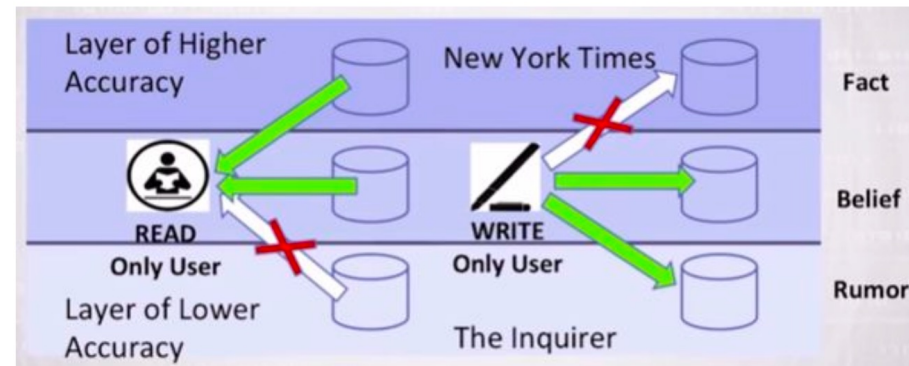 Layer of Higher
Accuracy
New York Times
Fact
READ
Only User
WRITE
Only User
Belief
Layer of Lower
Accuracy
The Inquirer
Rumor